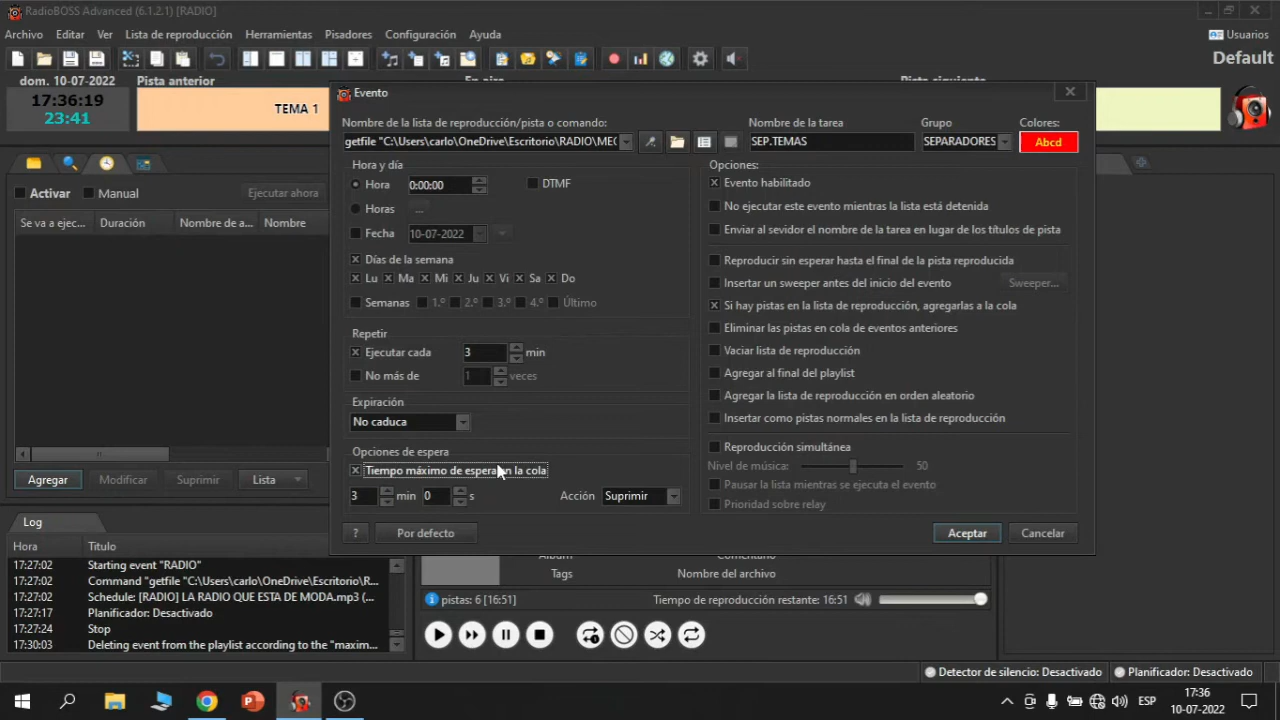 RadioBOSS Advanced (6.1.2.1) [RADIO]
Archivo Editar Ver Lista de reproducción Herramientas Pisadores Configuración Ayuda
Usuarios
Default
dom. 10-07-2022
17:36:19
23:41
Pista anterior
TEMA 1
En aire
Pista siguiente
Activar Manual Ejecutar ahora
Se va a ejec... Duración Nombre de a... Nombre
Agregar Modificar Suprimir Lista
Evento
Nombre de la lista de reproducción/pista o comando:
getfile "C:\Users\carlo\OneDrive\Escritorio\RADIO\MEC
Nombre de la tarea
SEP.TEMAS
Grupo
SEPARADORES
Colores:
Abcd
Hora y día
Hora 0:00:00 DTMF
Horas ...
Fecha 10-07-2022
Días de la semana
Lu Ma Mi Ju Vi Sa Do
Semanas 1.º 2.º 3.º 4.º Último
Repetir
Ejecutar cada 3 min
No más de 1 veces
Expiración
No caduca
Opciones de espera
Tiempo máximo de espera en la cola
3 min 0 s Acción Suprimir
? Por defecto
Opciones:
Evento habilitado
No ejecutar este evento mientras la lista está detenida
Enviar al sevidor el nombre de la tarea en lugar de los títulos de pista
Reproducir sin esperar hasta el final de la pista reproducida
Insertar un sweeper antes del inicio del evento Sweeper...
Si hay pistas en la lista de reproducción, agregarlas a la cola
Eliminar las pistas en cola de eventos anteriores
Vaciar lista de reproducción
Agregar al final del playlist
Agregar la lista de reproducción en orden aleatorio
Insertar como pistas normales en la lista de reproducción
Reproducción simultánea
Nivel de música: 50
Pausar la lista mientras se ejecuta el evento
Prioridad sobre relay
Aceptar Cancelar
Log
Hora Titulo
17:27:02 Starting event "RADIO"
17:27:02 Command "getfile "C:\Users\carlo\OneDrive\Escritorio\R...
17:27:02 Schedule: [RADIO] LA RADIO QUE ESTA DE MODA.mp3 (...
17:27:17 Planificador: Desactivado
17:27:24 Stop
17:30:03 Deleting event from the playlist according to the "maxim...
Álbum Comentario
Tags Nombre del archivo
pistas: 6 [16:51] Tiempo de reproducción restante: 16:51
Detector de silencio: Desactivado Planificador: Desactivado
ESP
17:36
10-07-2022